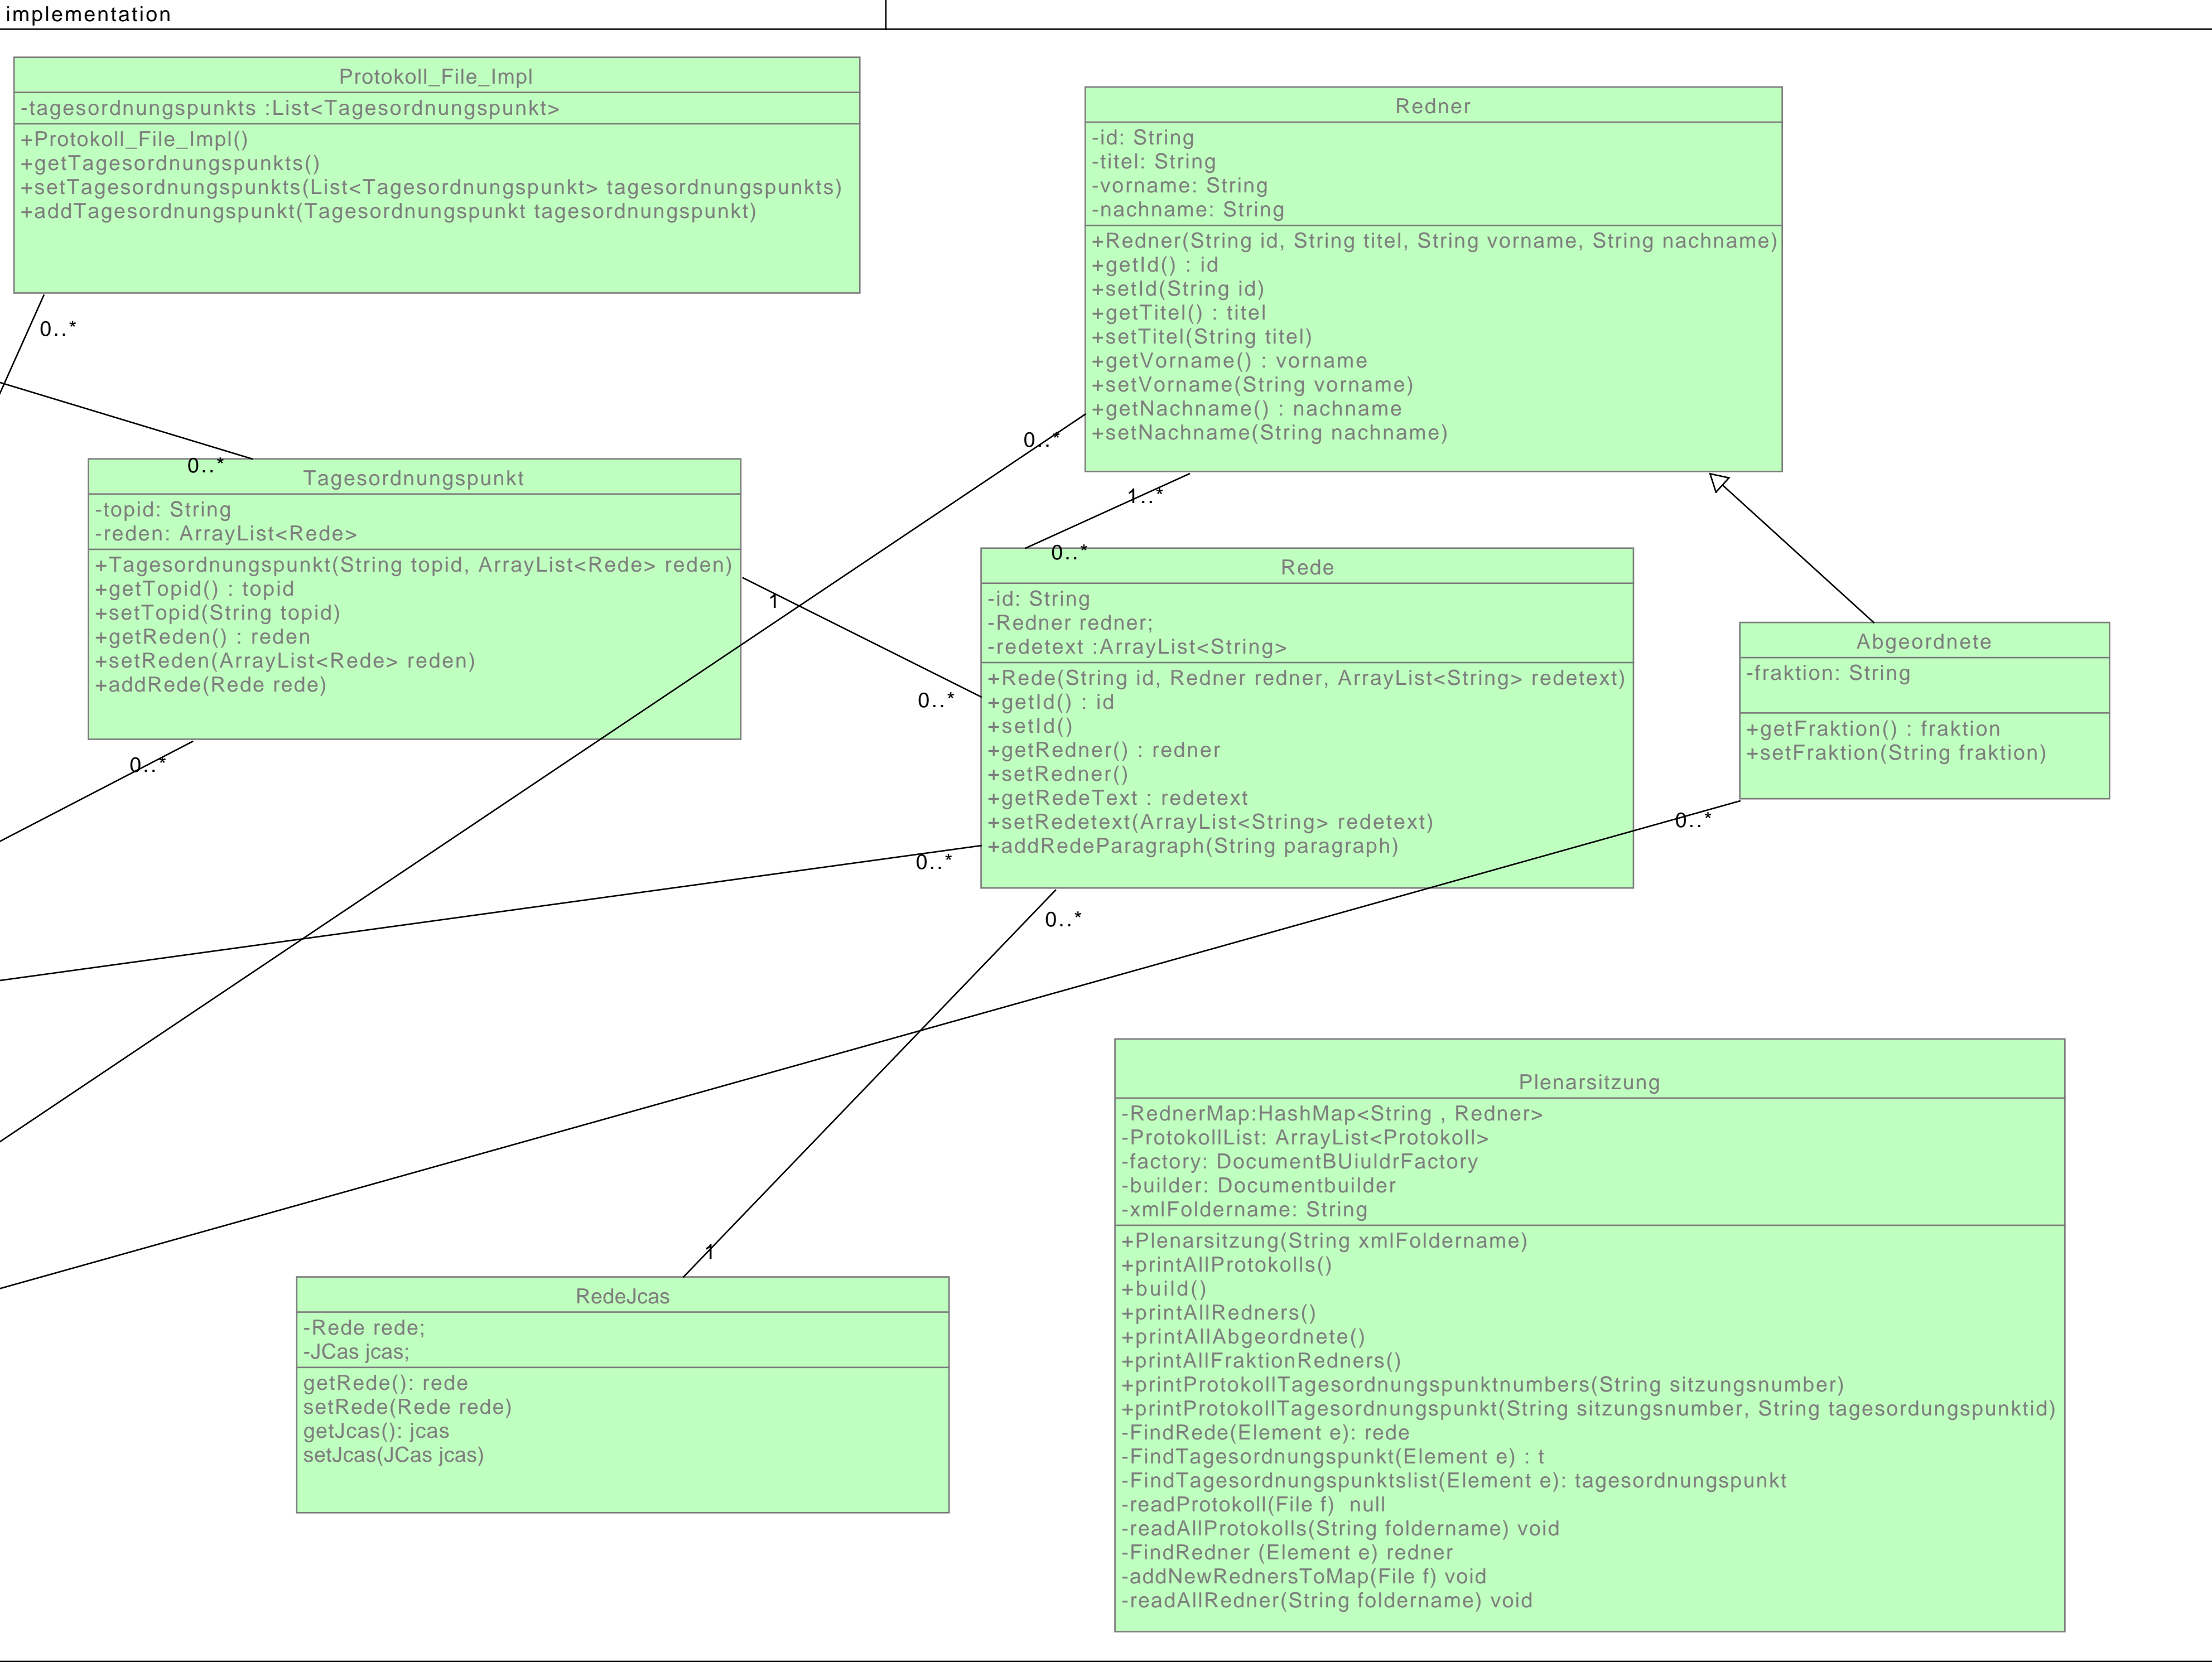 implementation
Protokoll_File_Impl
-tagesordnungspunkts :List<Tagesordnungspunkt>
+Protokoll_File_Impl()
+getTagesordnungspunkts()
+setTagesordnungspunkts(List<Tagesordnungspunkt> tagesordnungspunkts)
+addTagesordnungspunkt(Tagesordnungspunkt tagesordnungspunkt)
0..*
Redner
-id: String
-titel: String
-vorname: String
-nachname: String
+Redner(String id, String titel, String vorname, String nachname)
+getId() : id
+setId(String id)
+getTitel() : titel
+setTitel(String titel)
+getVorname() : vorname
+setVorname(String vorname)
+getNachname() : nachname
+setNachname(String nachname)
0..*
1..*
0..*
0..*
Tagesordnungspunkt
-topid: String
-reden: ArrayList<Rede>
+Tagesordnungspunkt(String topid, ArrayList<Rede> reden)
+getTopid() : topid
+setTopid(String topid)
+getReden() : reden
+setReden(ArrayList<Rede> reden)
+addRede(Rede rede)
1
0..*
0..*
Rede
-id: String
-Redner redner;
-redetext :ArrayList<String>
+Rede(String id, Redner redner, ArrayList<String> redetext)
+getId() : id
+setId()
+getRedner() : redner
+setRedner()
+getRedeText : redetext
+setRedetext(ArrayList<String> redetext)
+addRedeParagraph(String paragraph)
0..*
0..*
Abgeordnete
-fraktion: String
+getFraktion() : fraktion
+setFraktion(String fraktion)
0..*
1
RedeJcas
-Rede rede;
-JCas jcas;
getRede(): rede
setRede(Rede rede)
getJcas(): jcas
setJcas(JCas jcas)
Plenarsitzung
-RednerMap:HashMap<String , Redner>
-ProtokollList: ArrayList<Protokoll>
-factory: DocumentBUiuldrFactory
-builder: Documentbuilder
-xmlFoldername: String
+Plenarsitzung(String xmlFoldername)
+printAllProtokolls()
+build()
+printAllRedners()
+printAllAbgeordnete()
+printAllFraktionRedners()
+printProtokollTagesordnungspunktnumbers(String sitzungsnumber)
+printProtokollTagesordnungspunkt(String sitzungsnumber, String tagesordungspunktid)
-FindRede(Element e): rede
-FindTagesordnungspunkt(Element e) : t
-FindTagesordnungspunktslist(Element e): tagesordnungspunkt
-readProtokoll(File f)  null
-readAllProtokolls(String foldername) void
-FindRedner (Element e) redner
-addNewRednersToMap(File f) void
-readAllRedner(String foldername) void